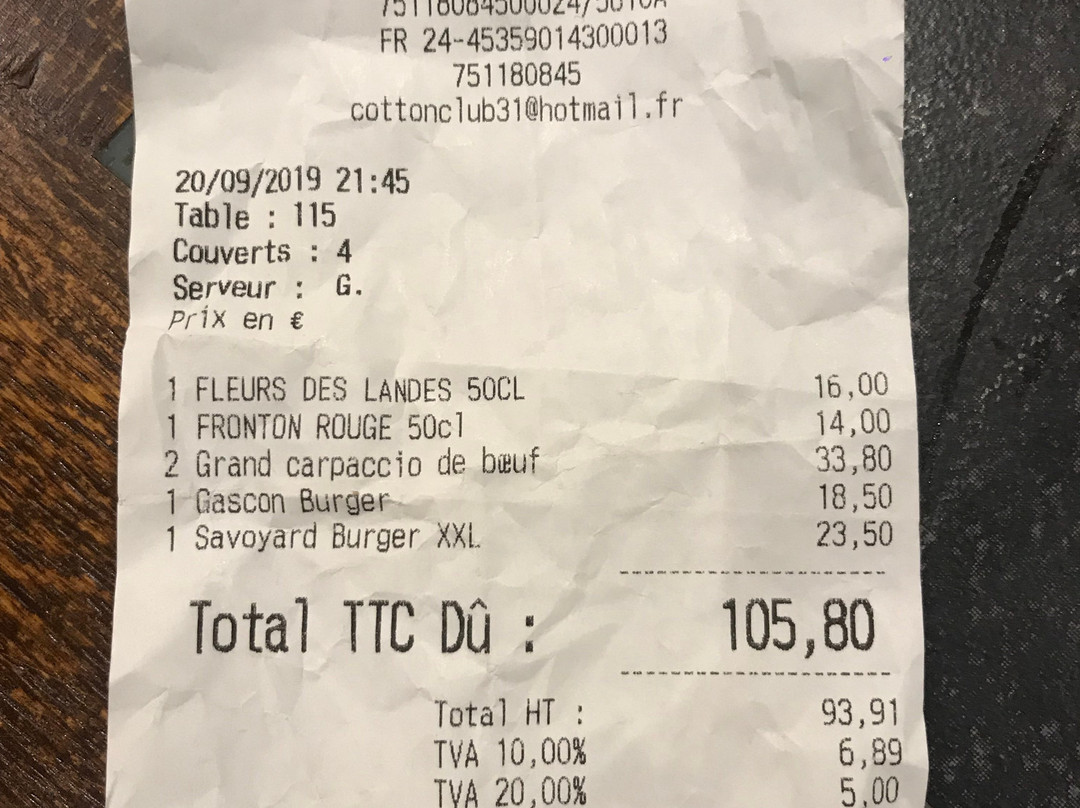 FR 24-45359014300013
751180845
cottonclub31@hotmail.fr
20/09/2019 21:45
Table : 115
Couverts : 4
Serveur : G.
Prix en €
1 FLEURS DES LANDES 50CL 16,00
1 FRONTON ROUGE 50cl 14,00
2 Grand carpaccio de bœuf 33,80
1 Gascon Burger 18,50
1 Savoyard Burger XXL 23,50
Total TTC Dû : 105,80
Total HT : 93,91
TVA 10,00% 6,89
TVA 20,00% 5,00